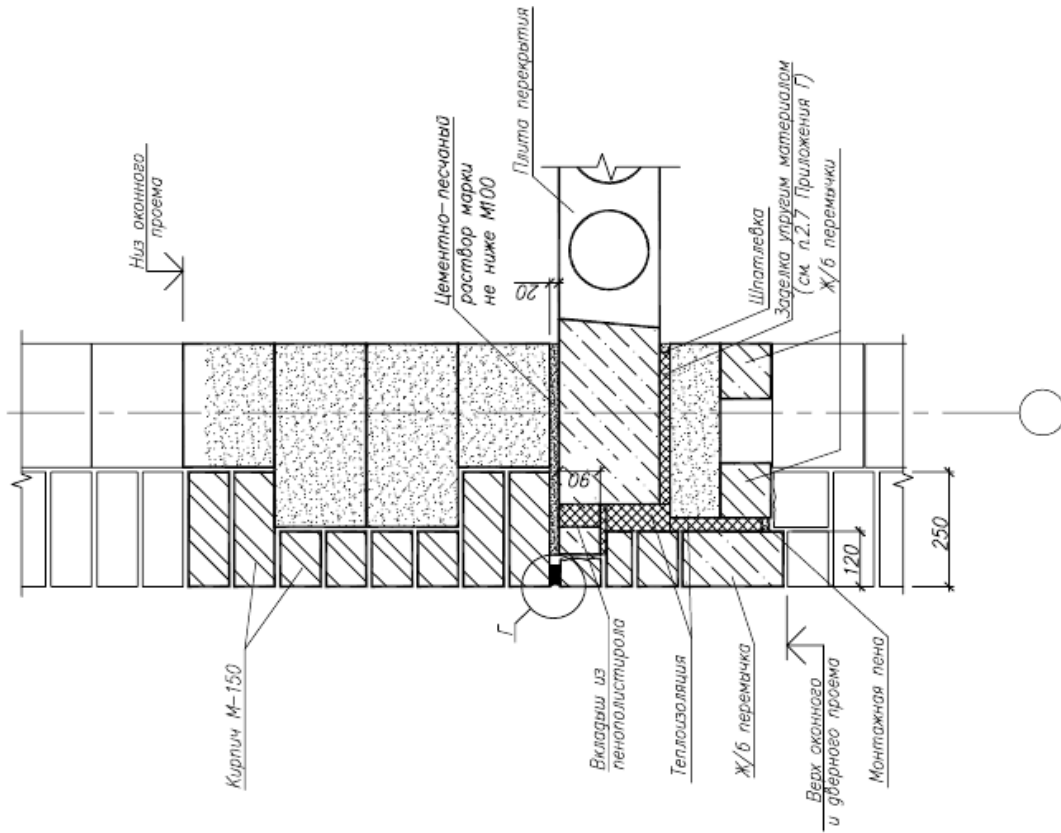 Низ оконного
проема
Цементно-песчаный
раствор марки
не ниже М100
Плита перекрытия
20
Шпатлевка
Заделка упругим материалом
(см. п.2.7 Приложения Г)
Ж/б перемычки
90
250
120
Г
Кирпич М-150
Вкладыш из
пенополистирола
Теплоизоляция
Ж/б перемычка
Верх оконного
и дверного проема
Монтажная пена